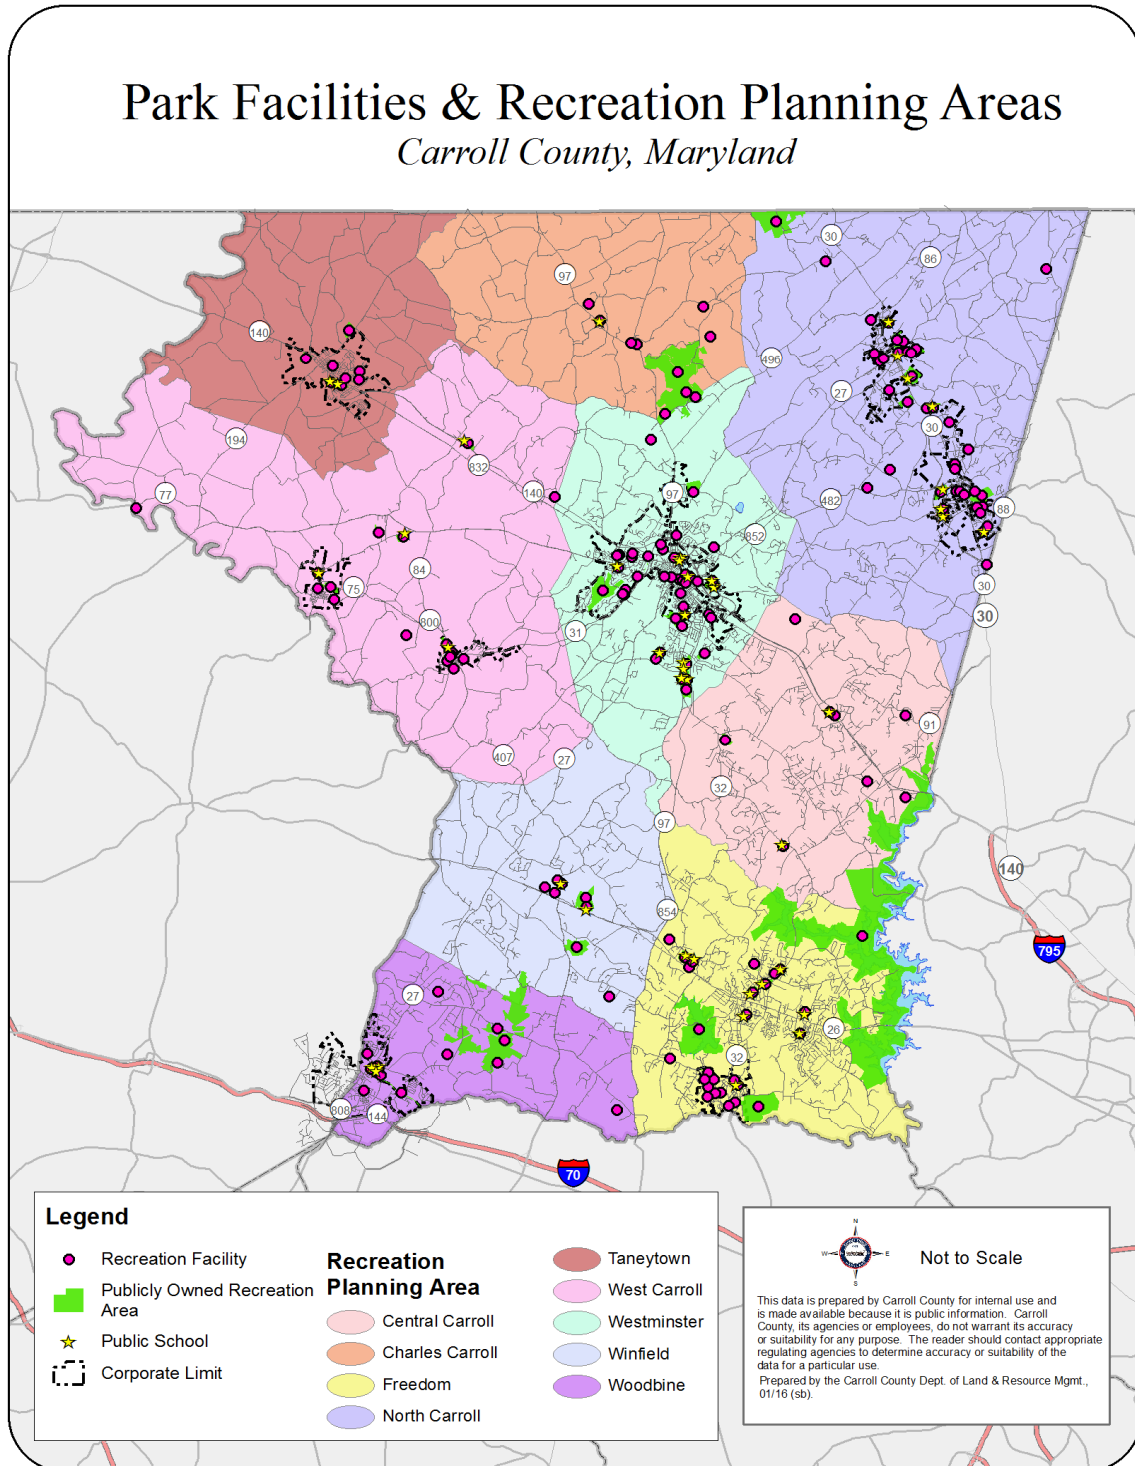 Park Facilities & Recreation Planning Areas
Carroll County, Maryland
30
86
97
140
496
27
30
194
832
77
140
97
482
88
852
84
75
30
30
800
31
91
407
27
32
97
140
854
795
27
26
32
808
144
70
Legend
Recreation Facility
Publicly Owned Recreation
Area
Public School
Corporate Limit
Recreation
Planning Area
Central Carroll
Charles Carroll
Freedom
North Carroll
Taneytown
West Carroll
Westminster
Winfield
Woodbine
N
W
E
S
Not to Scale
This data is prepared by Carroll County for internal use and
is made available because it is public information. Carroll
County, its agencies or employees, do not warrant its accuracy
or suitability for any purpose. The reader should contact appropriate
regulating agencies to determine accuracy or suitability of the
data for a particular use.
Prepared by the Carroll County Dept. of Land & Resource Mgmt.,
01/16 (sb).